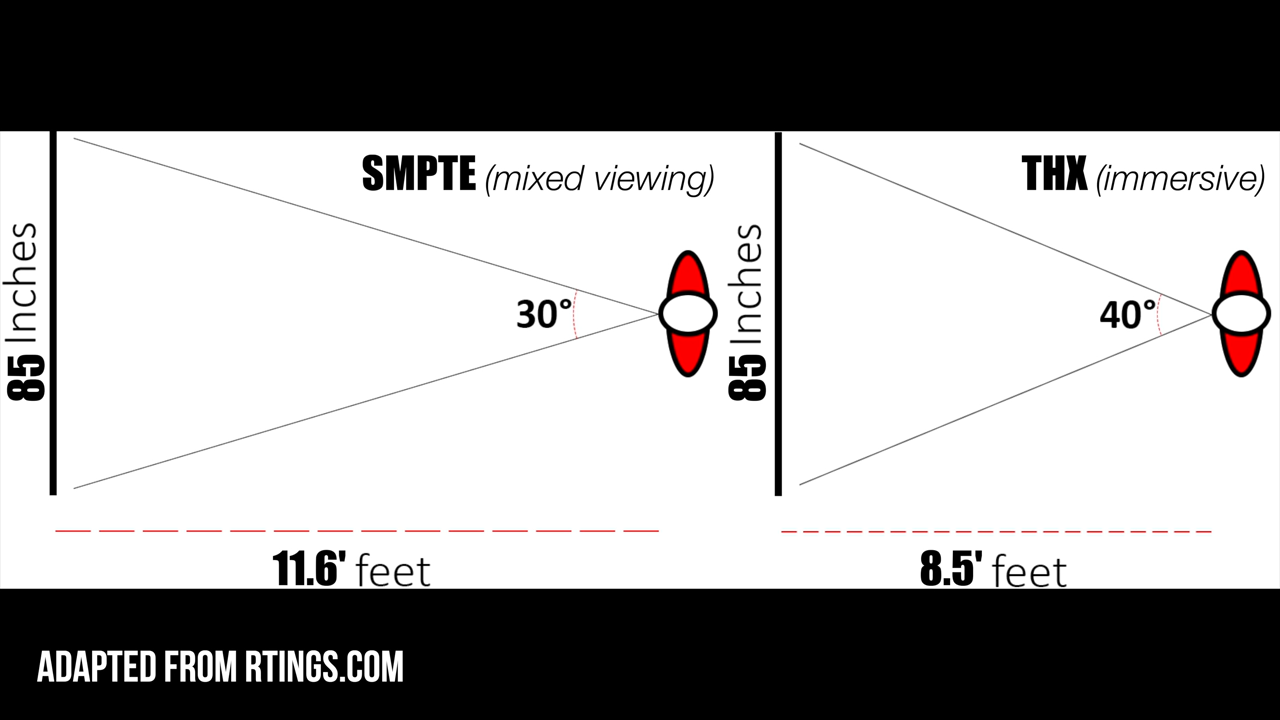 SMPTE (mixed viewing)
85 Inches
30°
11.6' feet
THX (immersive)
85 Inches
40°
8.5' feet
ADAPTED FROM RTINGS.COM